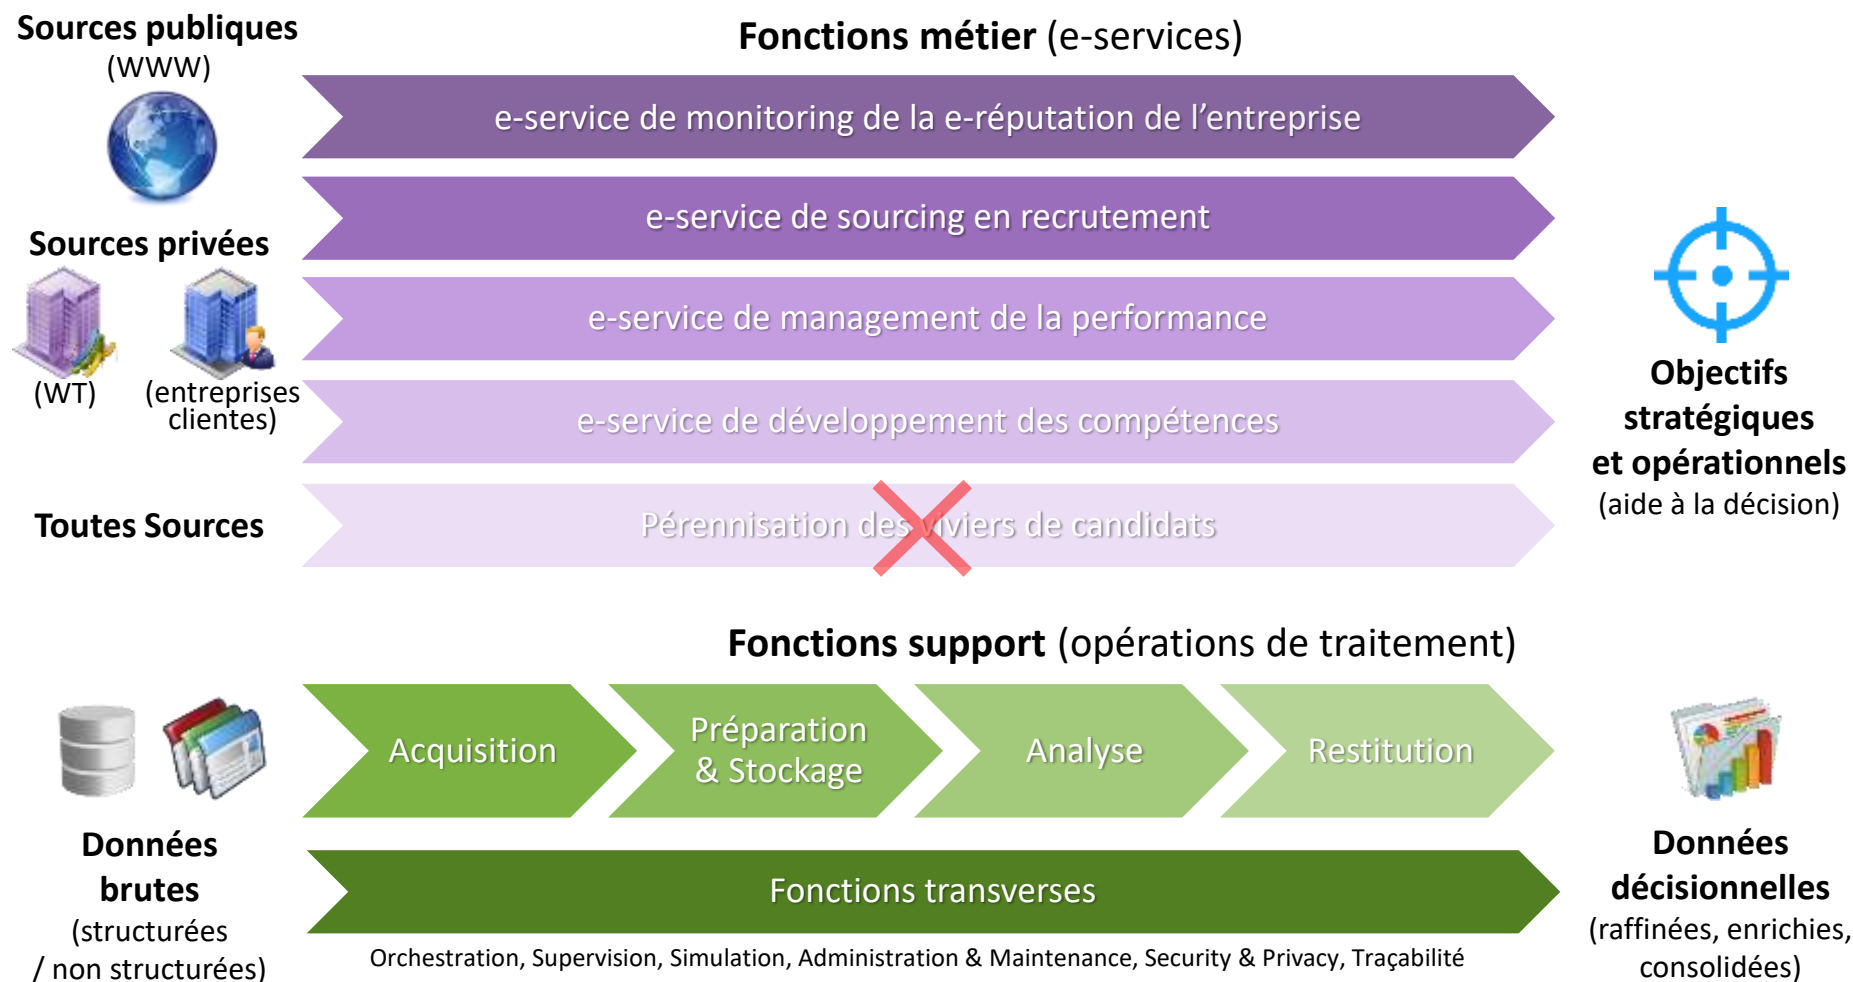 Sources publiques
(WWW)
Fonctions métier (e-services)
e-service de monitoring de la e-réputation de l’entreprise
e-service de sourcing en recrutement
Sources privées
e-service de management de la performance
(WT)
(entreprises
clientes)
e-service de développement des compétences
Objectifs
stratégiques
et opérationnels
(aide à la décision)
Toutes Sources
Pérennisation des viviers de candidats
Fonctions support (opérations de traitement)
Acquisition
Préparation
& Stockage
Analyse
Restitution
Données
brutes
(structurées
/ non structurées)
Fonctions transverses
Orchestration, Supervision, Simulation, Administration & Maintenance, Security & Privacy, Traçabilité
Données
décisionnelles
(raffinées, enrichies,
consolidées)